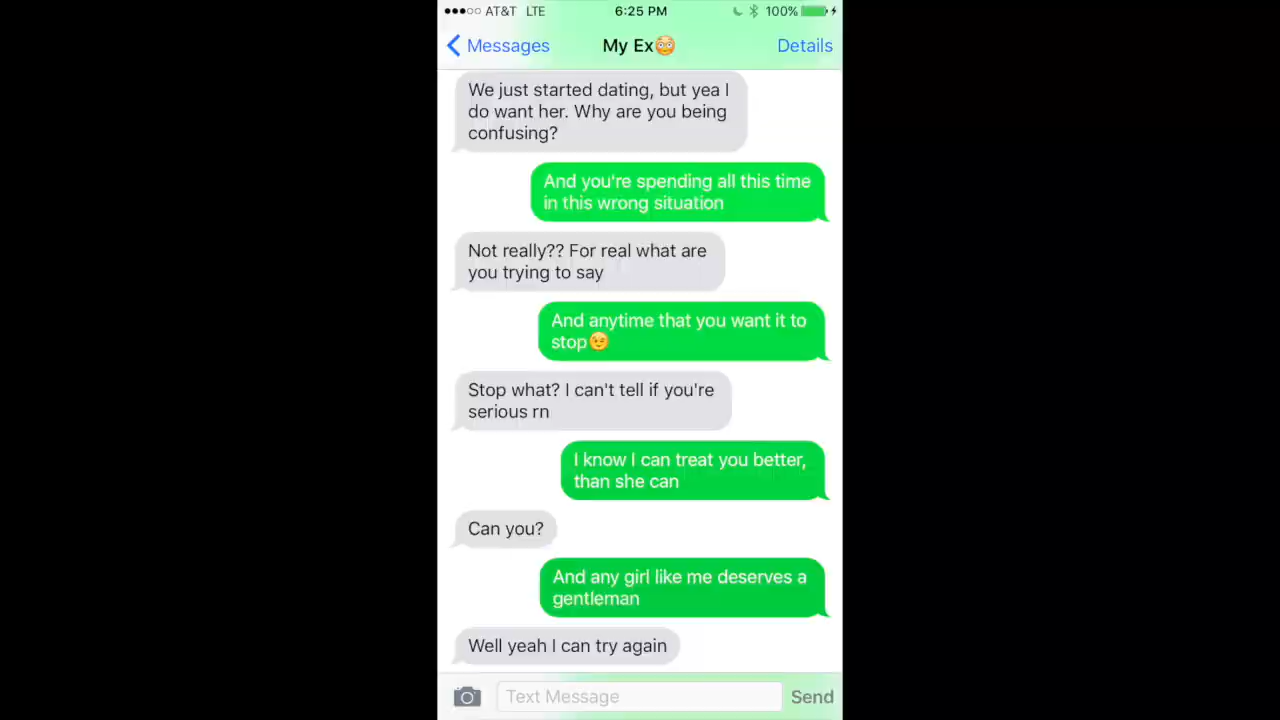 AT&T LTE 6:25 PM 100%
Messages My Ex😳 Details
We just started dating, but yea I
do want her. Why are you being
confusing?
And you're spending all this time
in this wrong situation
Not really?? For real what are
you trying to say
And anytime that you want it to
stop😉
Stop what? I can't tell if you're
serious rn
I know I can treat you better,
than she can
Can you?
And any girl like me deserves a
gentleman
Well yeah I can try again
Text Message Send